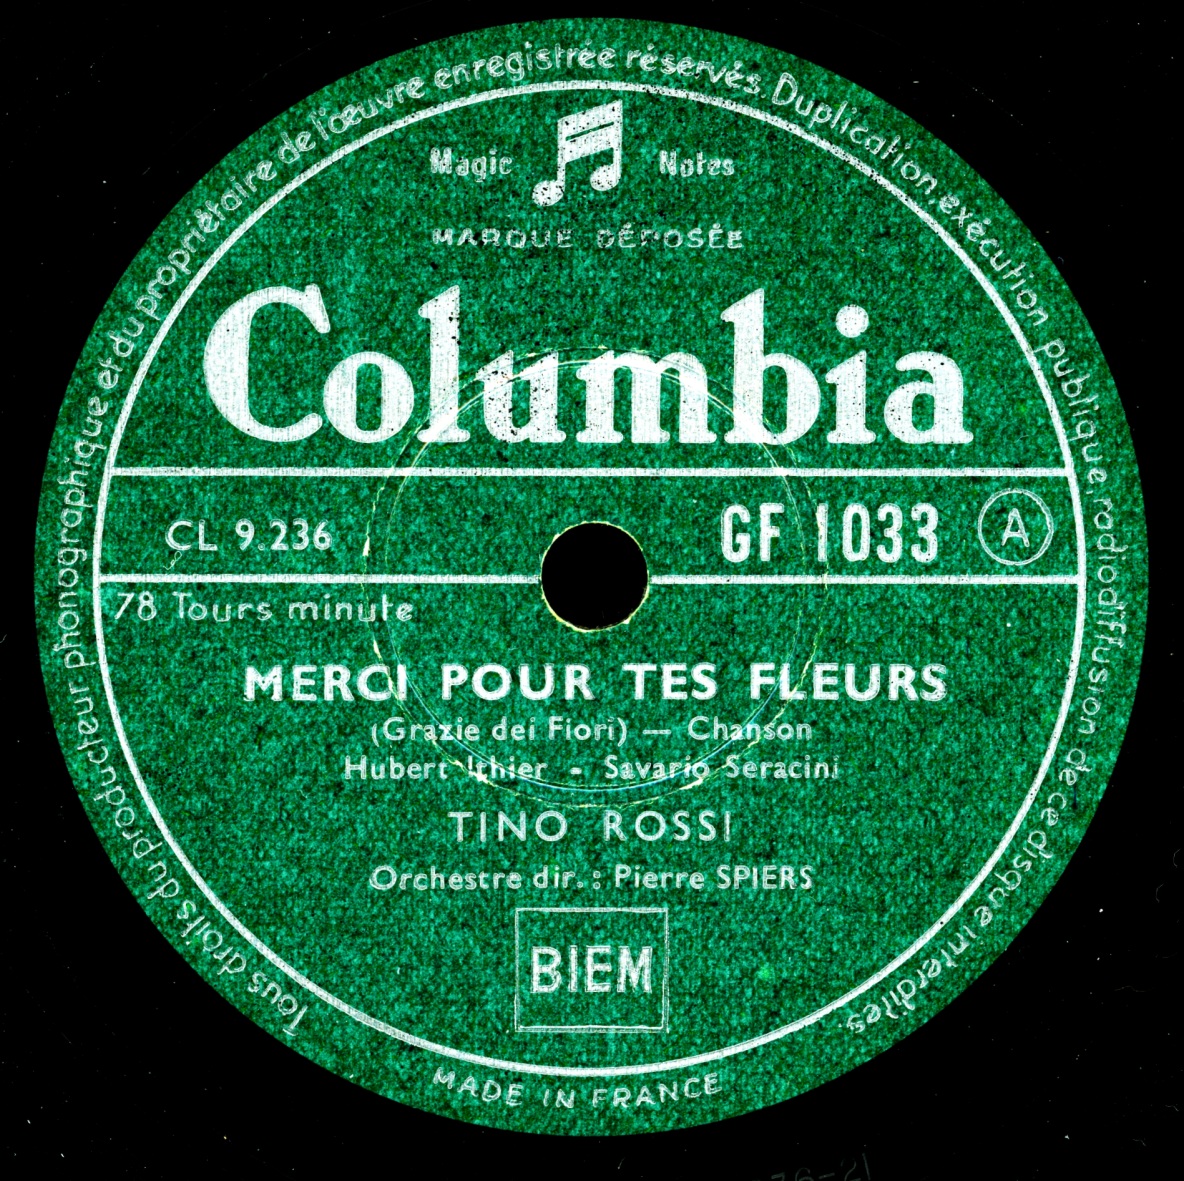 Tous droits du producteur phonographique et du propriétaire de l'œuvre enregistrée réservés. Duplication, exécution publique, radiodiffusion de ce disque interdites.
Magic Notes
MARQUE DÉPOSÉE
Columbia
CL 9.236 GF 1033 A
78 Tours minute
MERCI POUR TES FLEURS
(Grazie dei Fiori) — Chanson
Hubert Ithier - Savario Seracini
TINO ROSSI
Orchestre dir. : Pierre SPIERS
BIEM
MADE IN FRANCE